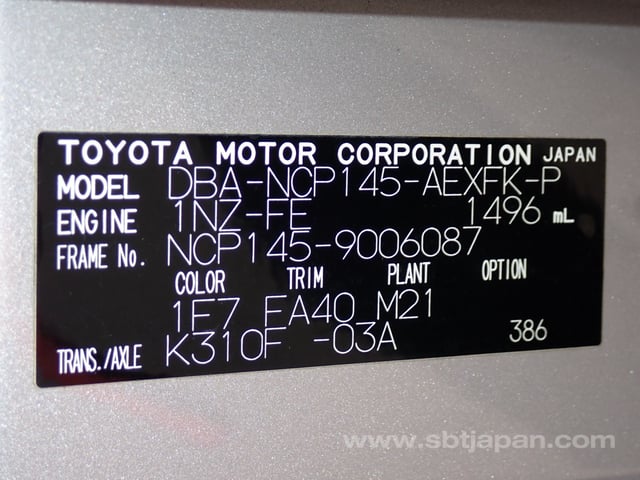 TOYOTA MOTOR CORPORATION JAPAN
MODEL DBA-NCP145-AEXFK-P
ENGINE 1NZ-FE 1496 mL
FRAME No. NCP145-9006087
COLOR TRIM PLANT OPTION
1E7 EA40 M21
TRANS./AXLE K310F -03A 386
www.sbtjapan.com